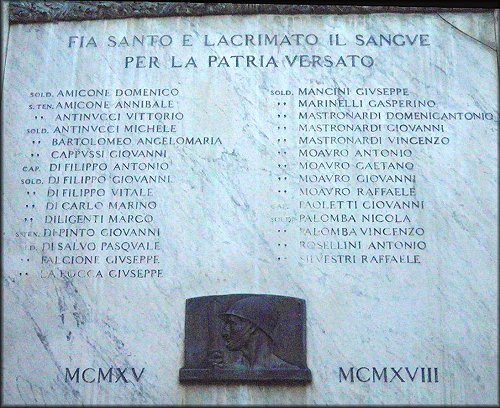 FIA SANTO E LACRIMATO IL SANGVE
PER LA PATRIA VERSATO
SOLD. AMICONE DOMENICO
S. TEN. AMICONE ANNIBALE
,, ANTINVCCI VITTORIO
SOLD. ANTINVCCI MICHELE
,, BARTOLOMEO ANGELOMARIA
,, CAPPVSSI GIOVANNI
CAP. DI FILIPPO ANTONIO
SOLD. DI FILIPPO GIOVANNI
,, DI FILIPPO VITALE
,, DI CARLO MARINO
,, DILIGENTI MARCO
S. TEN. DI PINTO GIOVANNI
DI SALVO PASQVALE
,, FALCIONE GIVSEPPE
,, LA ROCCA GIVSEPPE
SOLD. MANCINI GIVSEPPE
,, MARINELLI GASPERINO
,, MASTRONARDI DOMENICANTONIO
,, MASTRONARDI GIOVANNI
,, MASTRONARDI VINCENZO
,, MOAVRO ANTONIO
,, MOAVRO GAETANO
,, MOAVRO GIOVANNI
,, MOAVRO RAFFAELE
PAOLETTI GIOVANNI
SOLD. PALOMBA NICOLA
,, PALOMBA VINCENZO
,, ROSELLINI ANTONIO
,, SILVESTRI RAFFAELE
MCMXV MCMXVIII